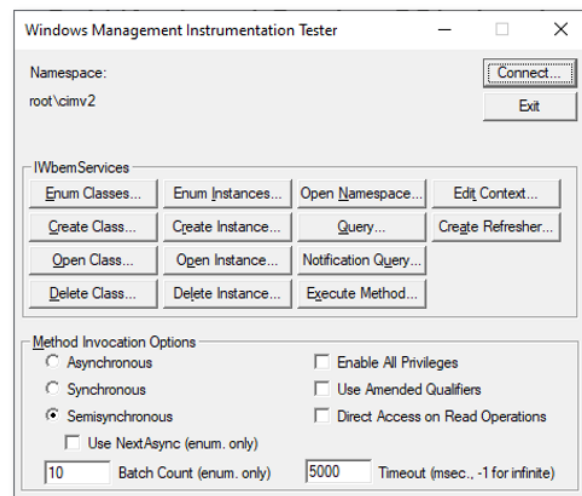 Windows Management Instrumentation Tester
Namespace:
Connect...
root\cimv2
Exit
IWbemServices
Enum Classes... Enum Instances... Open Namespace... Edit Context...
Create Class... Create Instance... Query... Create Refresher...
Open Class... Open Instance... Notification Query...
Delete Class... Delete Instance... Execute Method...
Method Invocation Options
Asynchronous Enable All Privileges
Synchronous Use Amended Qualifiers
Semisynchronous Direct Access on Read Operations
Use NextAsync (enum. only)
10 Batch Count (enum. only) 5000 Timeout (msec., -1 for infinite)